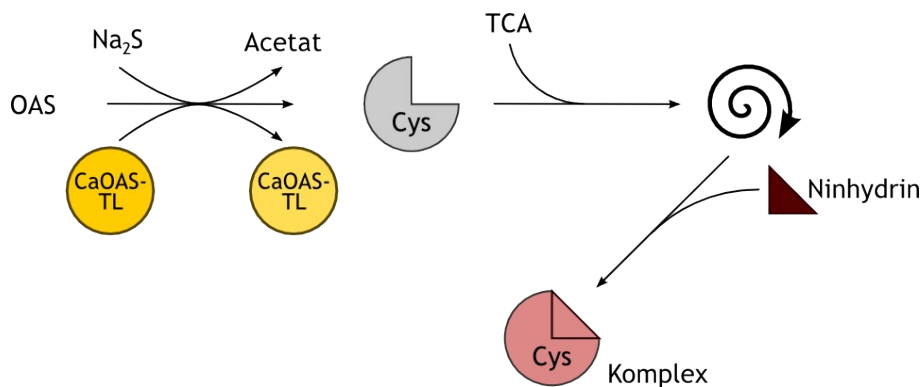 Na₂S
Acetat
TCA
OAS
Cys
CaOAS-
TL
CaOAS-
TL
Ninhydrin
Cys
Komplex